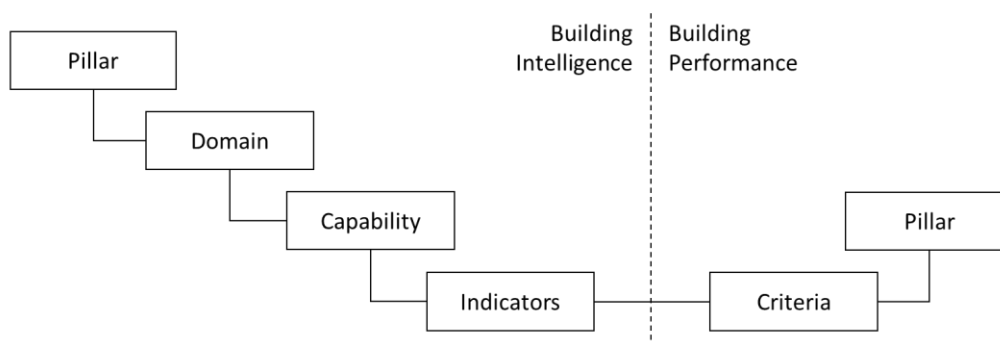 Building
Intelligence
Building
Performance
Pillar
Domain
Capability
Pillar
Indicators
Criteria